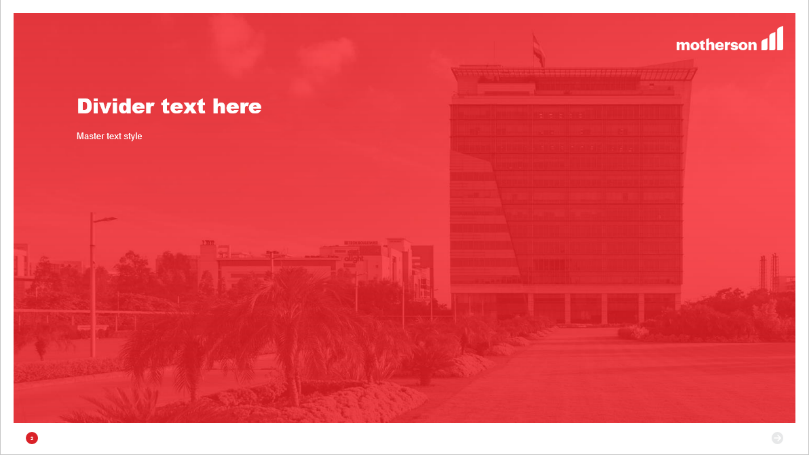 motherson
Divider text here
Master text style